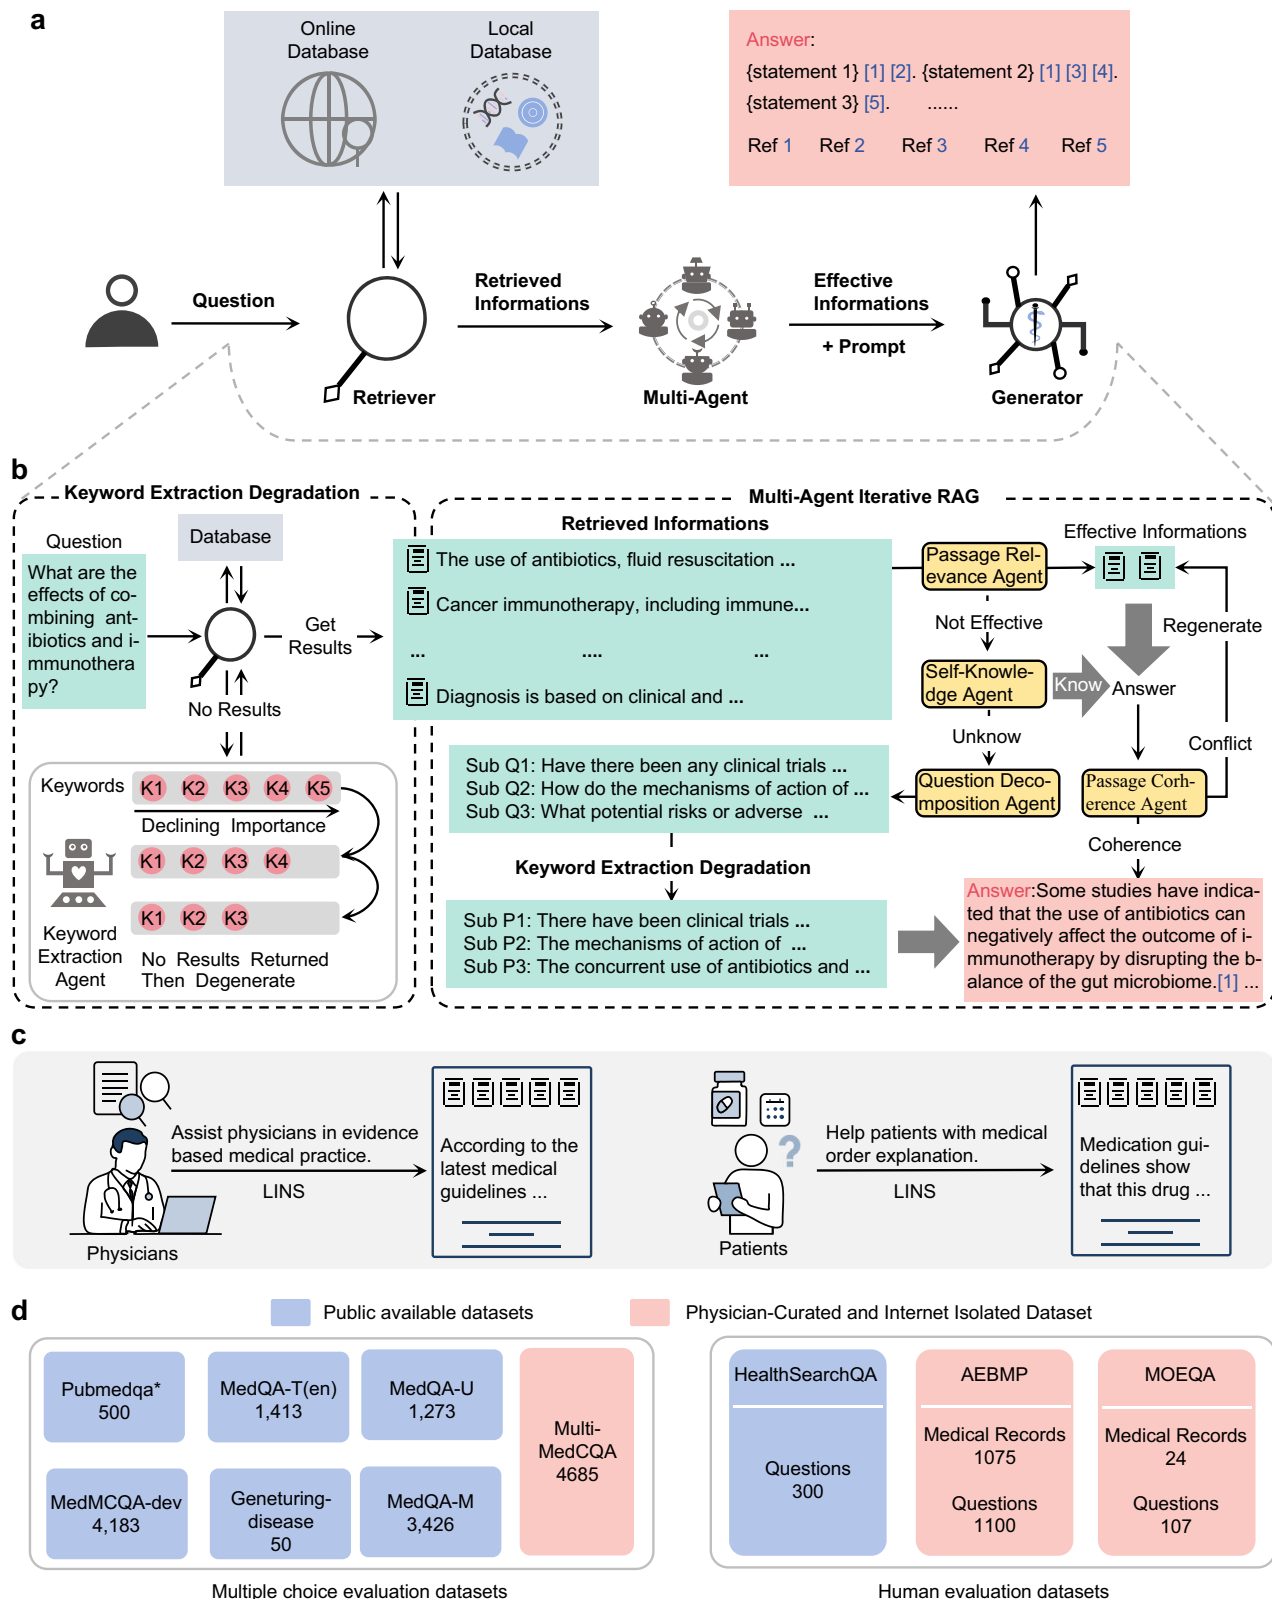 a
Online
Database
Local
Database
Answer:
{statement 1} [1] [2]. {statement 2} [1] [3] [4].
{statement 3} [5]. ......
Ref 1 Ref 2 Ref 3 Ref 4 Ref 5
Question
Retriever
Retrieved
Informations
Multi-Agent
Effective
Informations
+ Prompt
Generator
b
Keyword Extraction Degradation
Question
What are the
effects of co-
mbining ant-
ibiotics and i-
mmunothera
py?
Database
Get
Results
No Results
Keywords
K1 K2 K3 K4 K5
Declining Importance
K1 K2 K3 K4
K1 K2 K3
Keyword
Extraction
Agent
No Results Returned
Then Degenerate
Multi-Agent Iterative RAG
Retrieved Informations
The use of antibiotics, fluid resuscitation ...
Cancer immunotherapy, including immune...
... .... ...
Diagnosis is based on clinical and ...
Passage Rel-
evance Agent
Effective Informations
Not Effective
Regenerate
Self-Knowle-
dge Agent
Know
Answer
Unknow
Conflict
Question Deco-
mposition Agent
Passage Corh-
erence Agent
Coherence
Sub Q1: Have there been any clinical trials ...
Sub Q2: How do the mechanisms of action of ...
Sub Q3: What potential risks or adverse ...
Keyword Extraction Degradation
Sub P1: There have been clinical trials ...
Sub P2: The mechanisms of action of ...
Sub P3: The concurrent use of antibiotics and ...
Answer:Some studies have indica-
ted that the use of antibiotics can
negatively affect the outcome of i-
mmunotherapy by disrupting the b-
alance of the gut microbiome.[1] ...
c
Assist physicians in evidence
based medical practice.
LINS
Physicians
According to the
latest medical
guidelines ...
?
Help patients with medical
order explanation.
LINS
Patients
Medication gui-
delines show
that this drug ...
d
Public available datasets
Physician-Curated and Internet Isolated Dataset
Pubmedqa*
500
MedQA-T(en)
1,413
MedQA-U
1,273
Multi-
MedCQA
4685
MedMCQA-dev
4,183
Geneturing-
disease
50
MedQA-M
3,426
Multiple choice evaluation datasets
HealthSearchQA
Questions
300
AEBMP
Medical Records
1075
Questions
1100
MOEQA
Medical Records
24
Questions
107
Human evaluation datasets